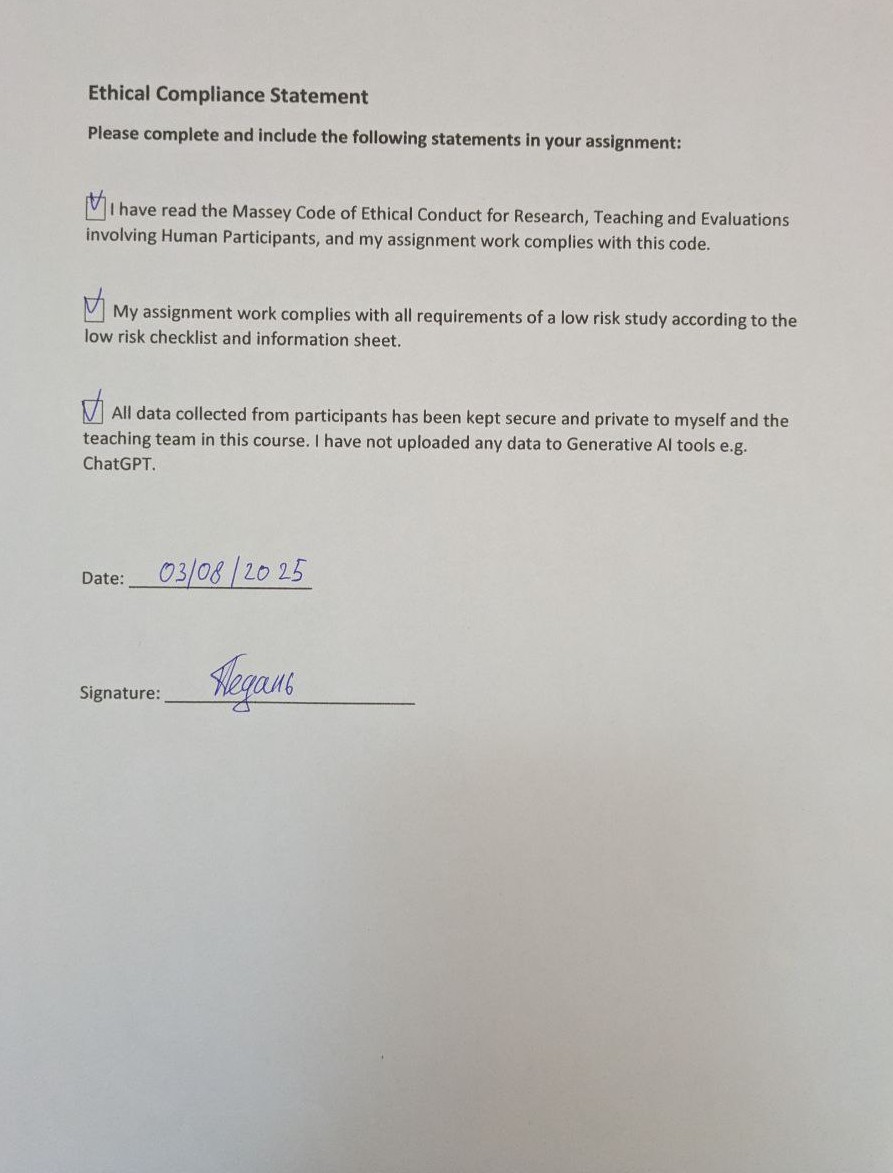 Ethical Compliance Statement
Please complete and include the following statements in your assignment:
I have read the Massey Code of Ethical Conduct for Research, Teaching and Evaluations
involving Human Participants, and my assignment work complies with this code.
My assignment work complies with all requirements of a low risk study according to the
low risk checklist and information sheet.
All data collected from participants has been kept secure and private to myself and the
teaching team in this course. I have not uploaded any data to Generative AI tools e.g.
ChatGPT.
Date: 03/08/2025
Signature: